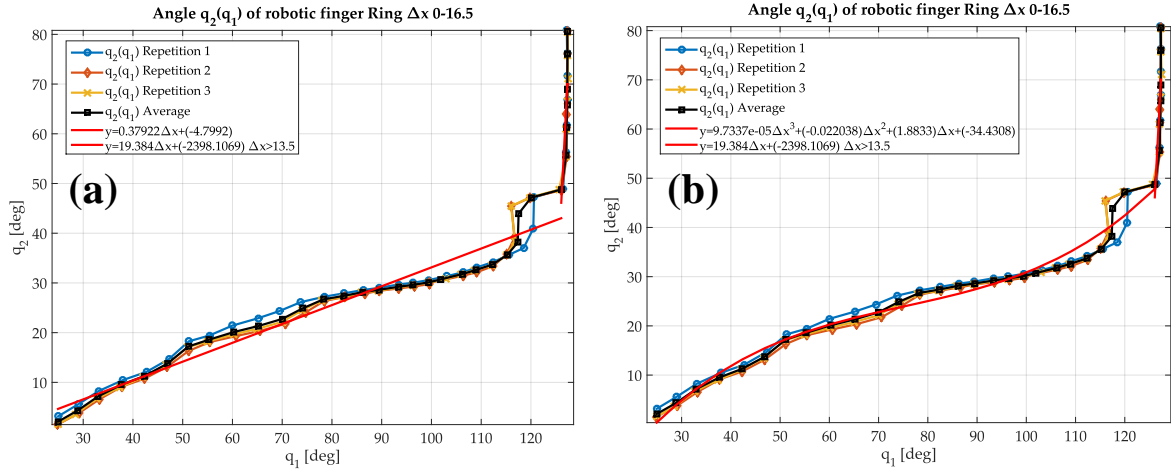 Angle q₂(q₁) of robotic finger Ring Δx 0-16.5
80
70
60
50
40
30
20
10
q₂ [deg]
q₂(q₁) Repetition 1
q₂(q₁) Repetition 2
q₂(q₁) Repetition 3
q₂(q₁) Average
y=0.37922Δx+(-4.7992)
y=19.384Δx+(-2398.1069) Δx>13.5
(a)
30 40 50 60 70 80 90 100 110 120
q₁ [deg]
Angle q₂(q₁) of robotic finger Ring Δx 0-16.5
80
70
60
50
40
30
20
10
q₂ [deg]
q₂(q₁) Repetition 1
q₂(q₁) Repetition 2
q₂(q₁) Repetition 3
q₂(q₁) Average
y=9.7337e-05Δx³+(-0.022038)Δx²+(1.8833)Δx+(-34.4308)
y=19.384Δx+(-2398.1069) Δx>13.5
(b)
30 40 50 60 70 80 90 100 110 120
q₁ [deg]